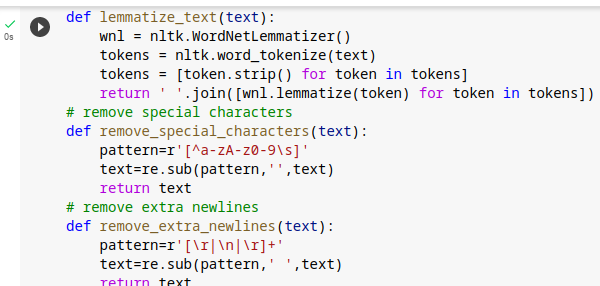 def lemmatize_text(text):
0s
wnl = nltk.WordNetLemmatizer()
tokens = nltk.word_tokenize(text)
tokens = [token.strip() for token in tokens]
return ' '.join([wnl.lemmatize(token) for token in tokens])
# remove special characters
def remove_special_characters(text):
pattern=r'[^a-zA-z0-9\s]'
text=re.sub(pattern,'',text)
return text
# remove extra newlines
def remove_extra_newlines(text):
pattern=r'[\r|\n|\r]+'
text=re.sub(pattern,' ',text)
return text